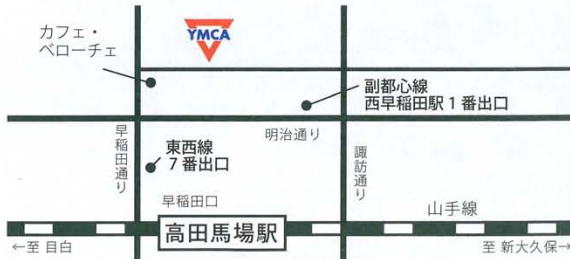 カフェ・
ベローチェ
YMCA
副都心線
西早稲田駅1番出口
早稲田通り
東西線
7番出口
明治通り
諏訪通り
早稲田口
山手線
高田馬場駅
←至 目白
至 新大久保→